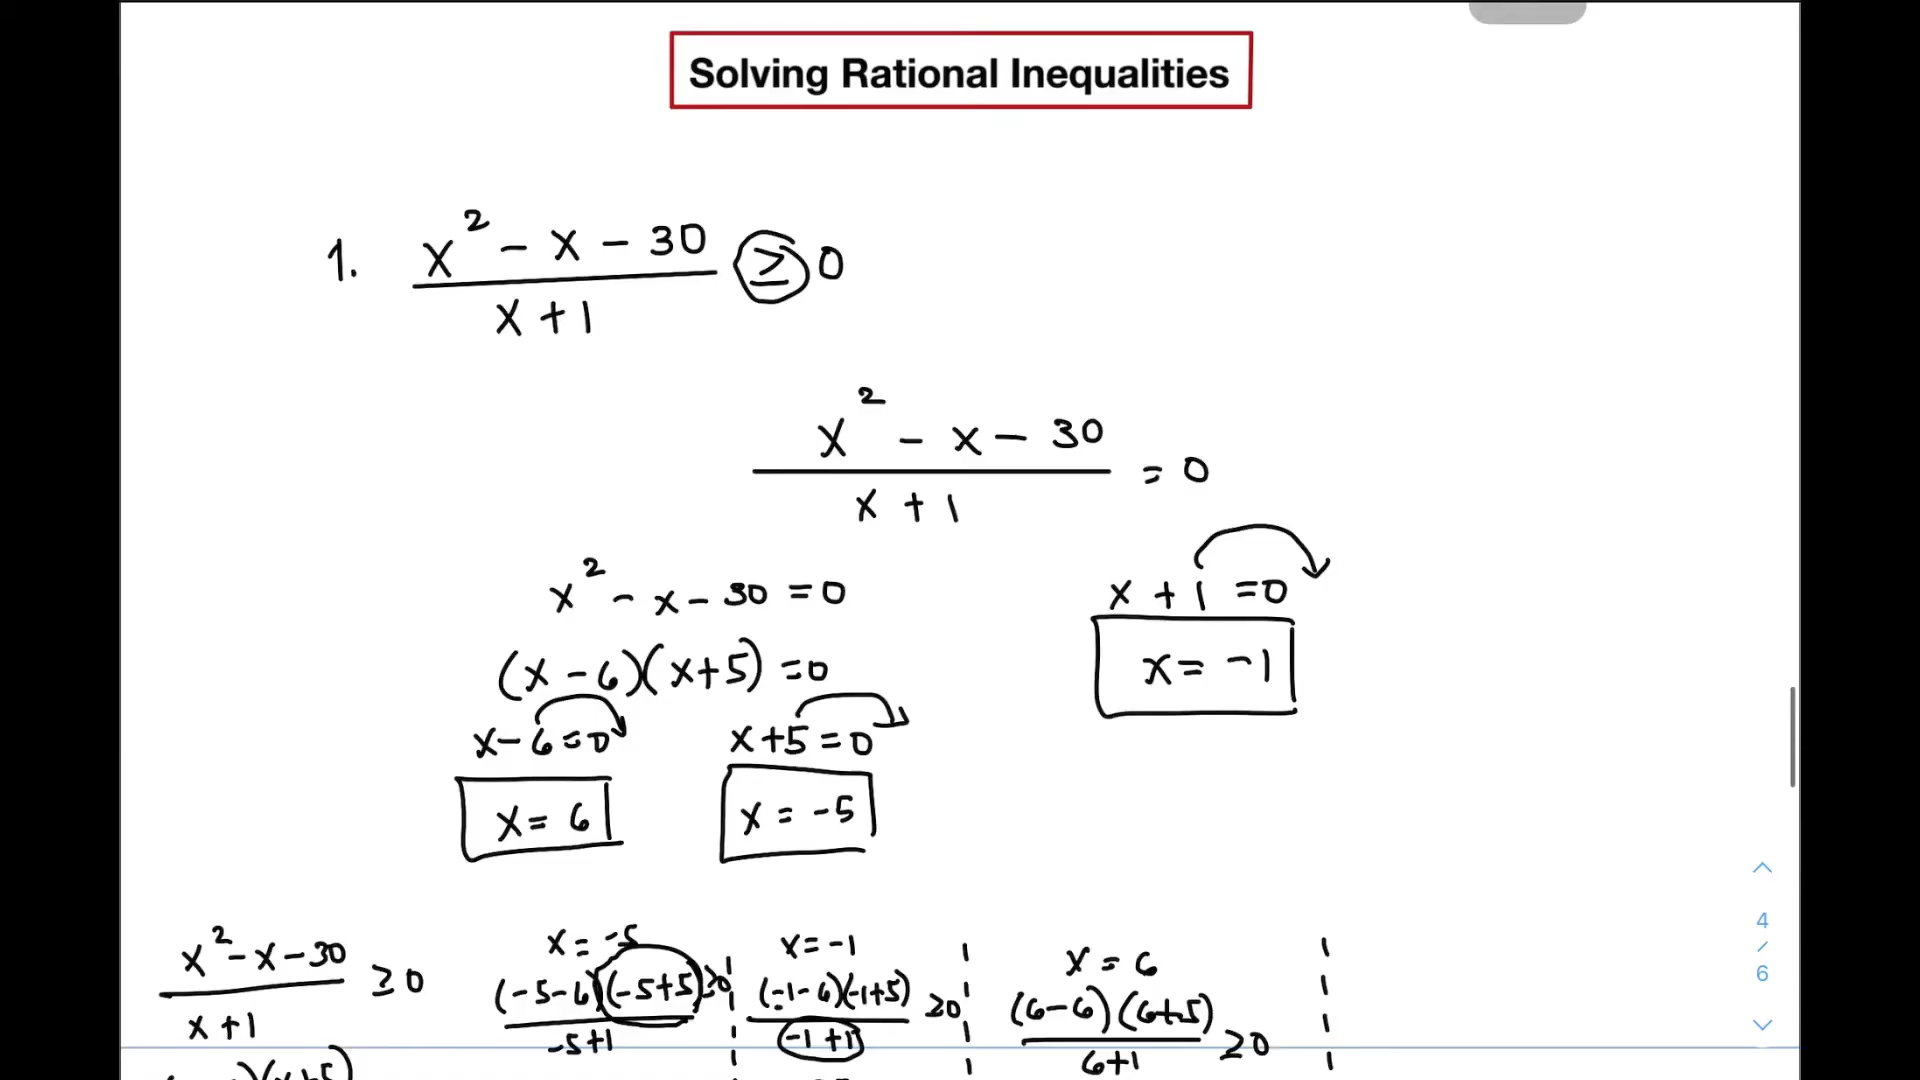 Solving Rational Inequalities
1. x² - x - 30 / x + 1 ≥ 0
x² - x - 30 / x + 1 = 0
x² - x - 30 = 0
x + 1 = 0
(x - 6)(x + 5) = 0
x = -1
x - 6 = 0
x + 5 = 0
x = 6
x = -5
x² - x - 30 / x + 1 ≥ 0
x = -5
(-5-6)(-5+5) / -5+1 ≥0
x = -1
(-1-6)(-1+5) / -1+1 ≥0
x = 6
(6-6)(6+5) / 6+1 ≥0
4
/
6